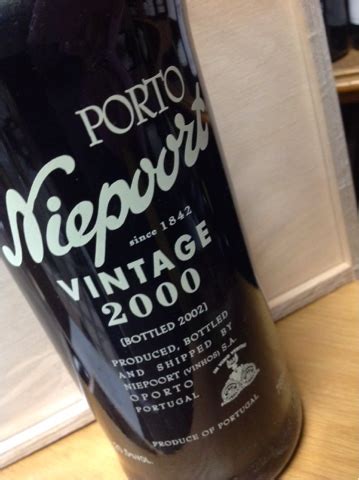 PORTO
Niepoort
since 1842
VINTAGE
2000
[BOTTLED 2002]
PRODUCED, BOTTLED
AND SHIPPED BY
NIEPOORT (VINHOS) S.A.
OPORTO
PORTUGAL
PRODUCE OF PORTUGAL